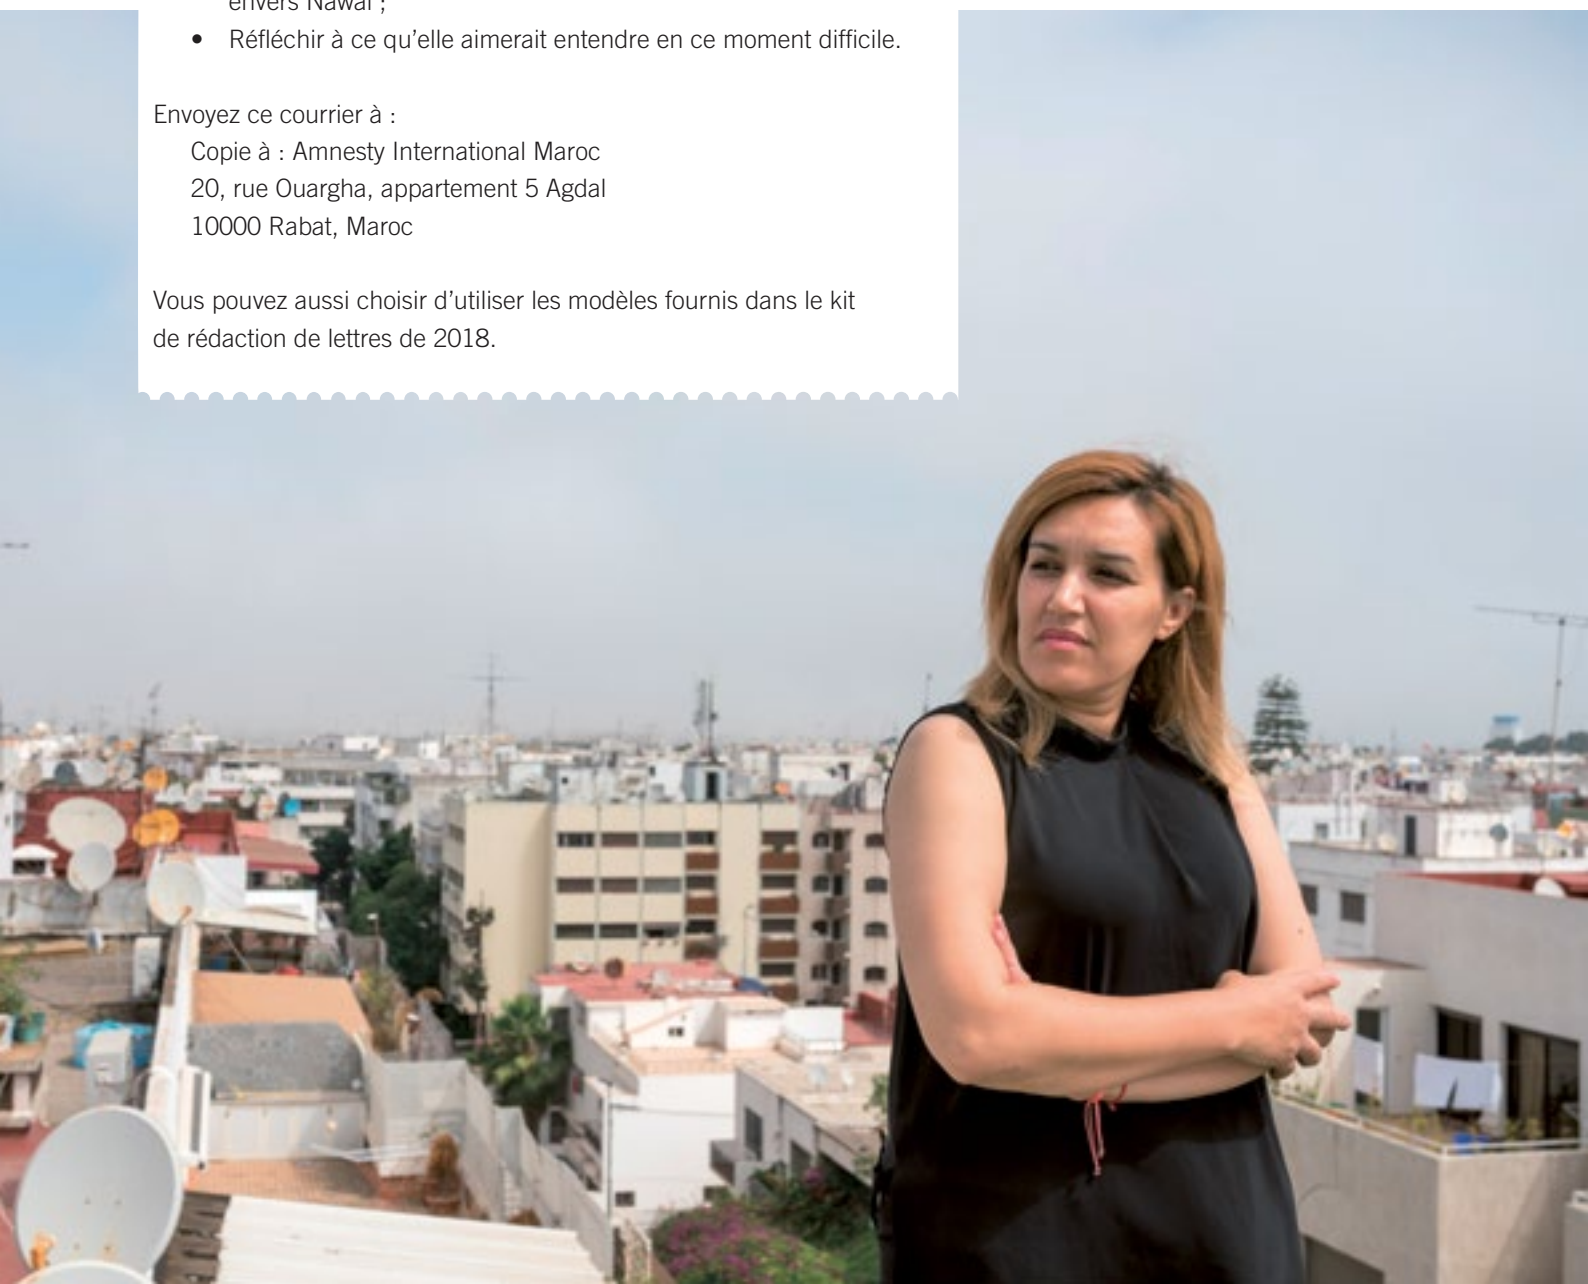 envers Nawal ;
• Réfléchir à ce qu’elle aimerait entendre en ce moment difficile.
Envoyez ce courrier à :
Copie à : Amnesty International Maroc
20, rue Ouargha, appartement 5 Agdal
10000 Rabat, Maroc
Vous pouvez aussi choisir d’utiliser les modèles fournis dans le kit
de rédaction de lettres de 2018.